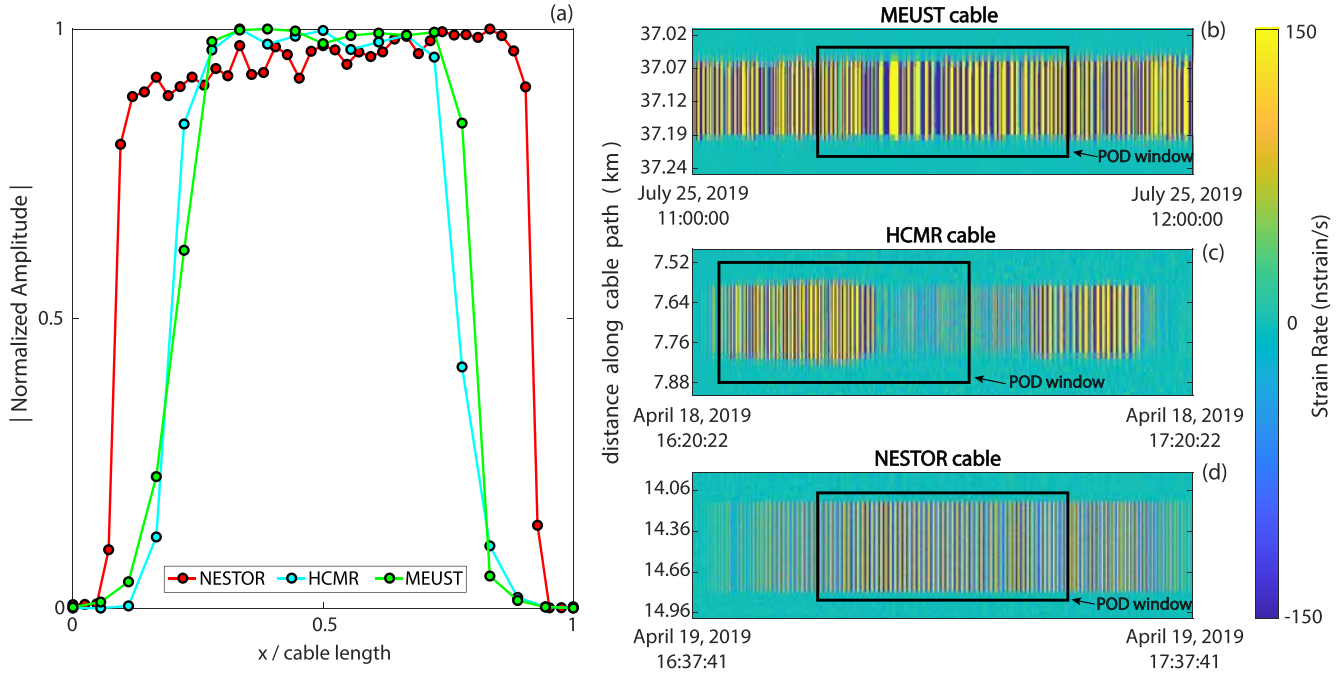 (a)
| Normalized Amplitude |
1
0.5
0
NESTOR HCMR MEUST
0 0.5 1
x / cable length
distance along cable path ( km )
MEUST cable
(b)
37.02
37.07
37.12
37.19
37.24
POD window
July 25, 2019 July 25, 2019
11:00:00 12:00:00
HCMR cable
(c)
7.52
7.64
7.76
7.88
POD window
April 18, 2019 April 18, 2019
16:20:22 17:20:22
NESTOR cable
(d)
14.06
14.36
14.66
14.96
POD window
April 19, 2019 April 19, 2019
16:37:41 17:37:41
150
0
-150
Strain Rate (nstrain/s)